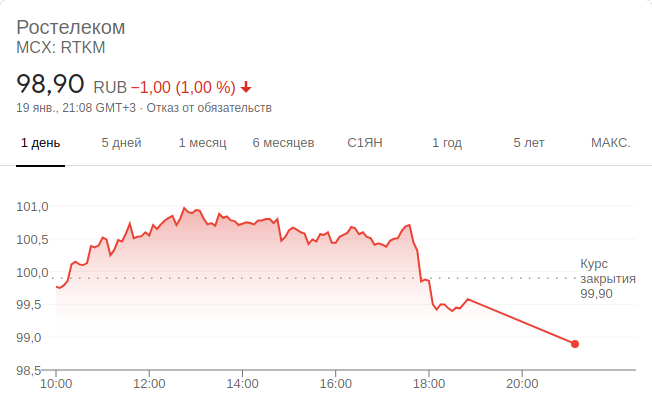 Ростелеком
MCX: RTKM
98,90 RUB −1,00 (1,00 %)
19 янв., 21:08 GMT+3 · Отказ от обязательств
1 день 5 дней 1 месяц 6 месяцев С1ЯН 1 год 5 лет МАКС.
101,0
100,5
100,0
99,5
99,0
98,5
Курс
закрытия
99,90
10:00 12:00 14:00 16:00 18:00 20:00